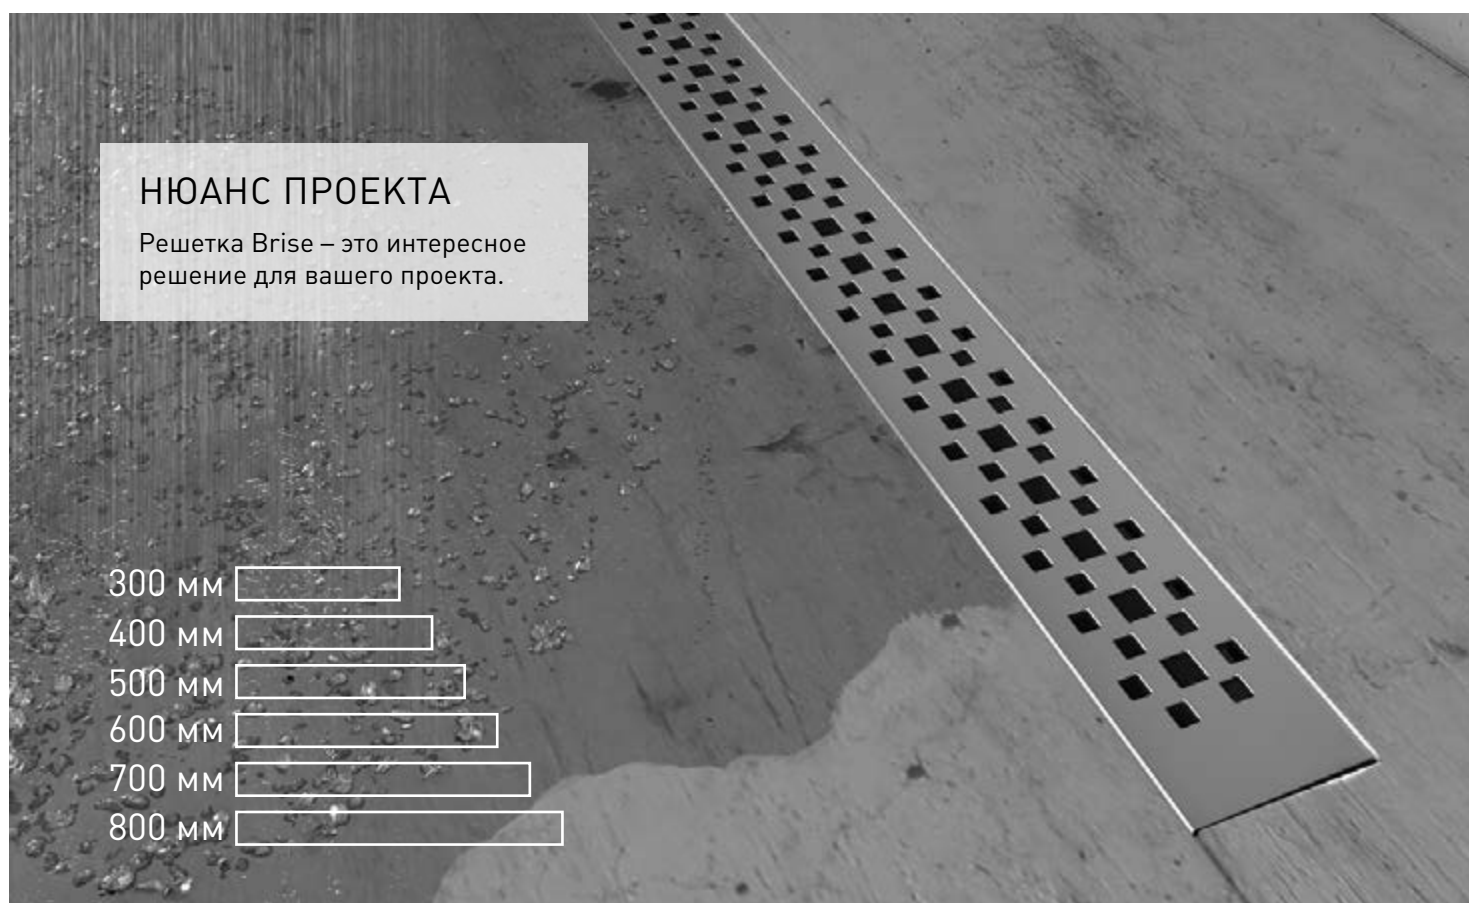 НЮАНС ПРОЕКТА
Решетка Brise – это интересное
решение для вашего проекта.
300 мм
400 мм
500 мм
600 мм
700 мм
800 мм